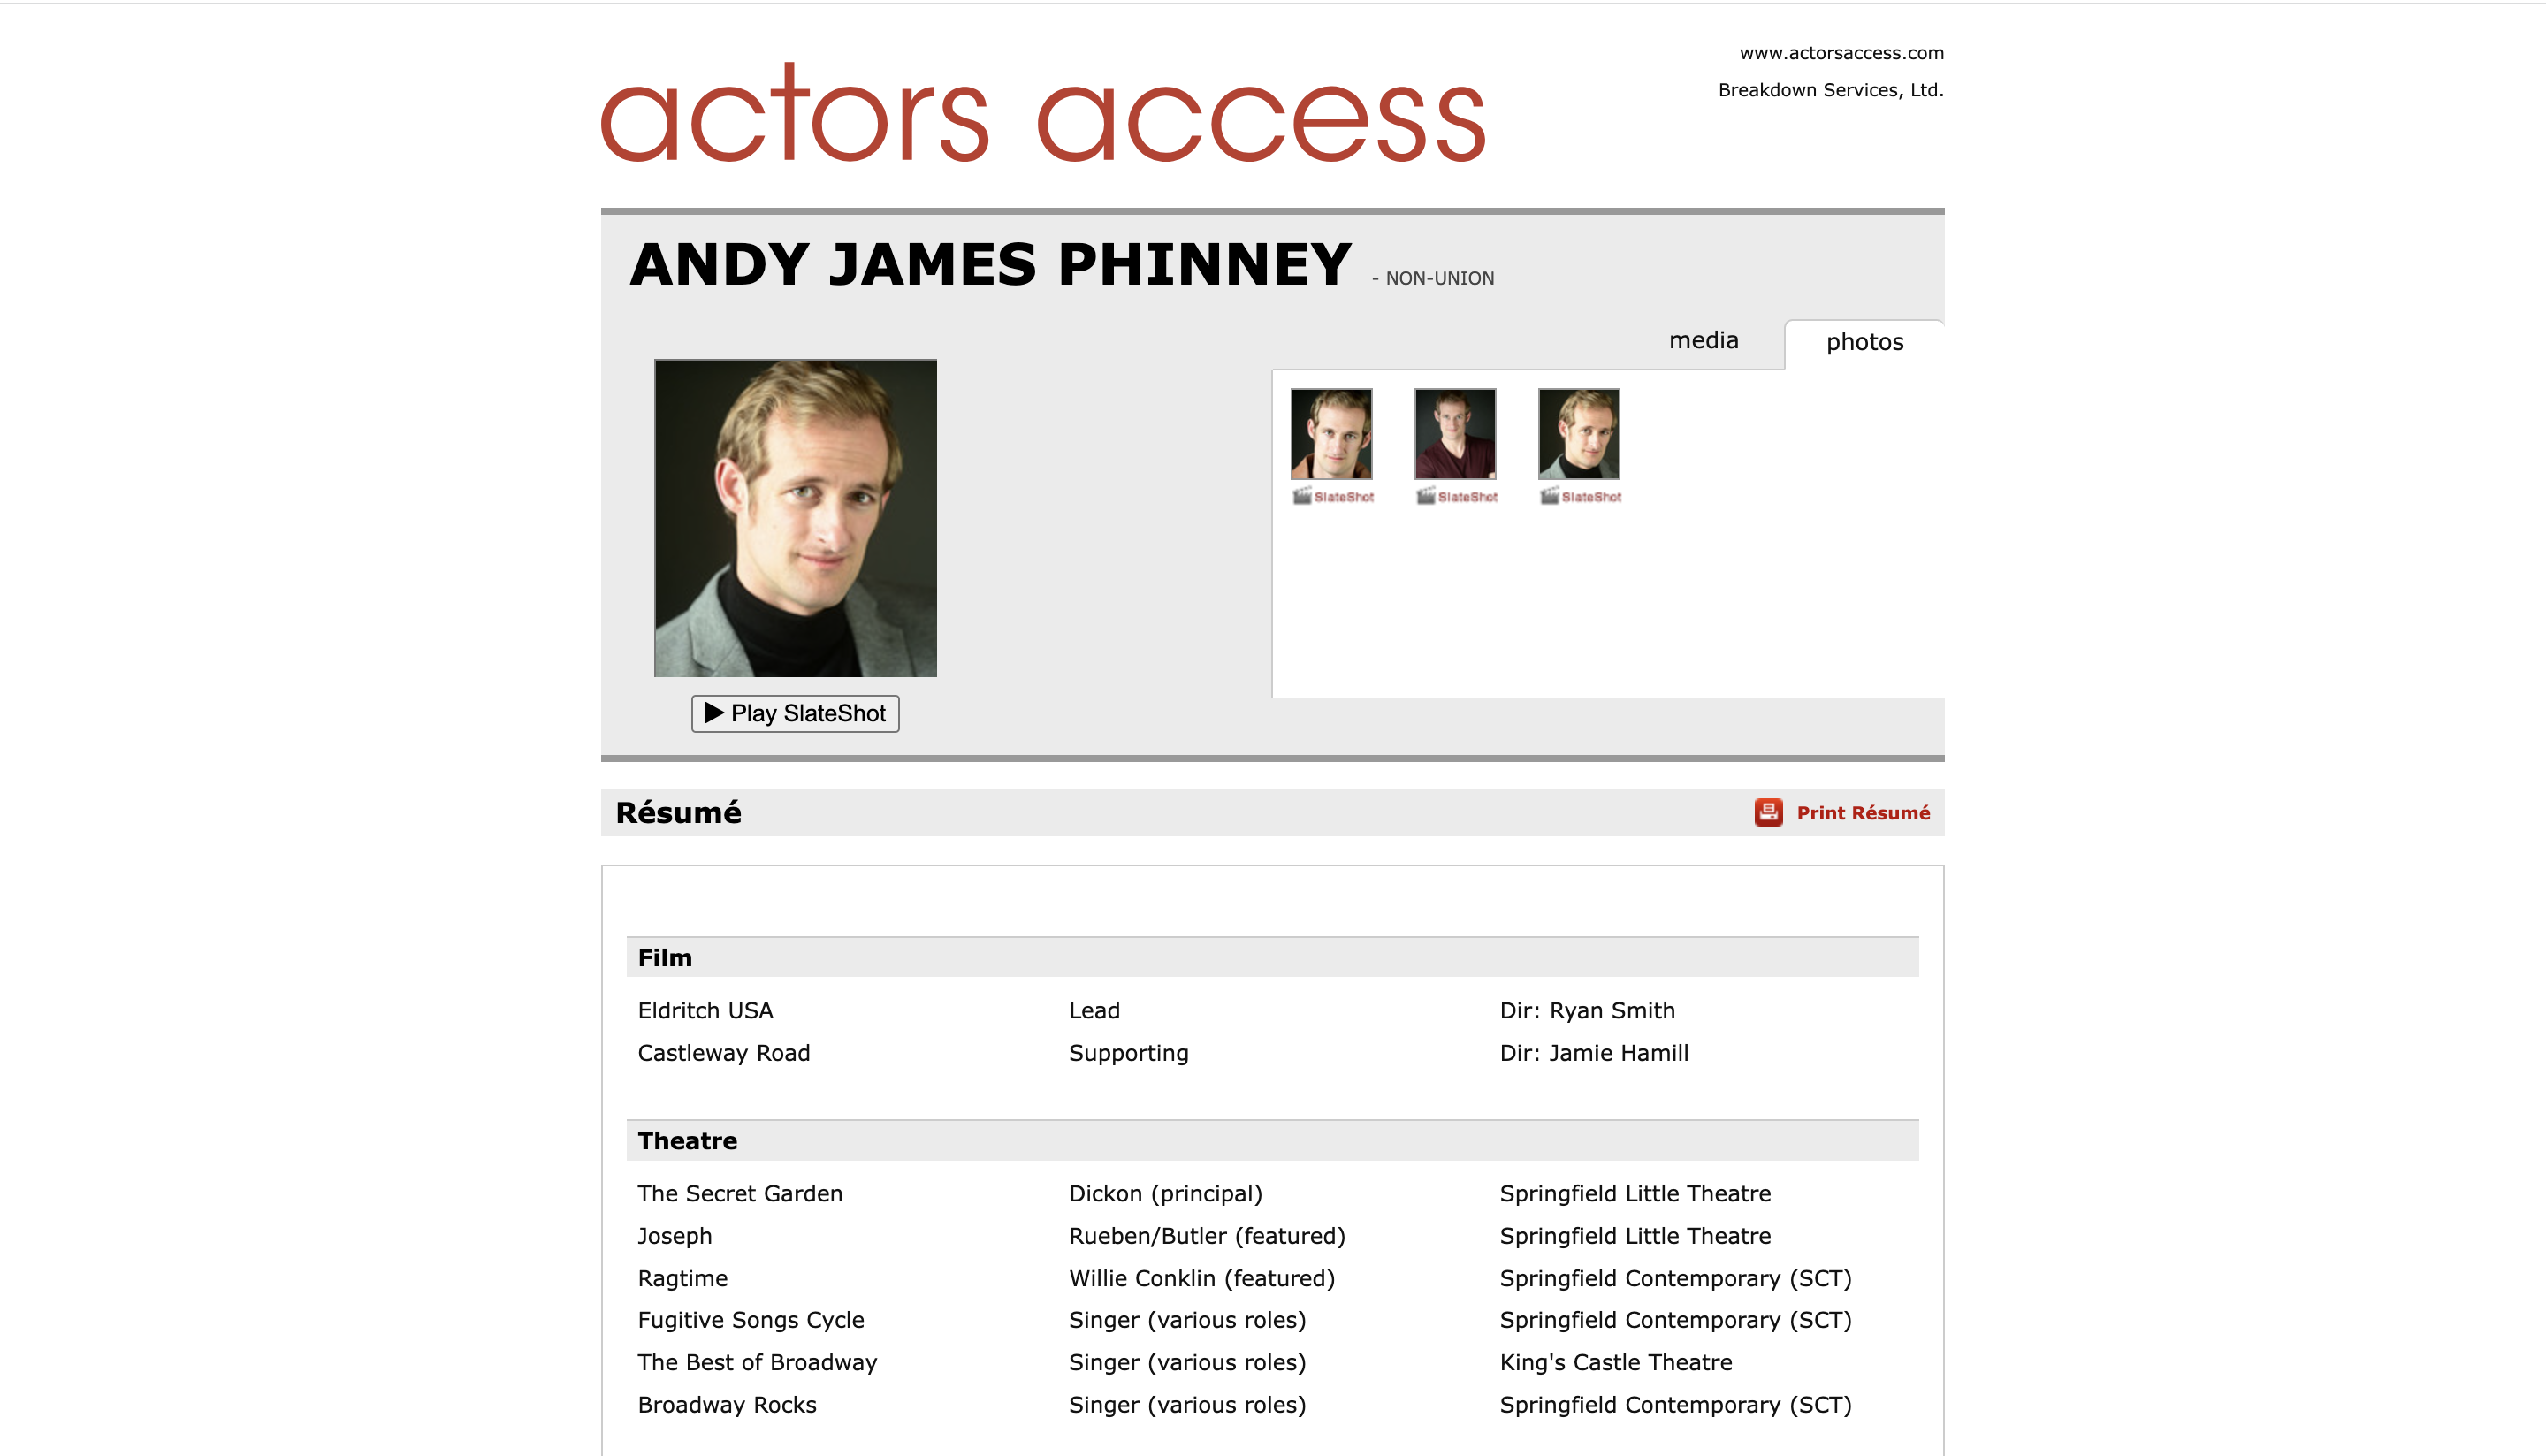 www.actorsaccess.com
actors access
Breakdown Services, Ltd.
ANDY JAMES PHINNEY - NON-UNION
media photos
SlateShot SlateShot SlateShot
Play SlateShot
Résumé Print Résumé
Film
Eldritch USA Lead Dir: Ryan Smith
Castleway Road Supporting Dir: Jamie Hamill
Theatre
The Secret Garden Dickon (principal) Springfield Little Theatre
Joseph Rueben/Butler (featured) Springfield Little Theatre
Ragtime Willie Conklin (featured) Springfield Contemporary (SCT)
Fugitive Songs Cycle Singer (various roles) Springfield Contemporary (SCT)
The Best of Broadway Singer (various roles) King's Castle Theatre
Broadway Rocks Singer (various roles) Springfield Contemporary (SCT)